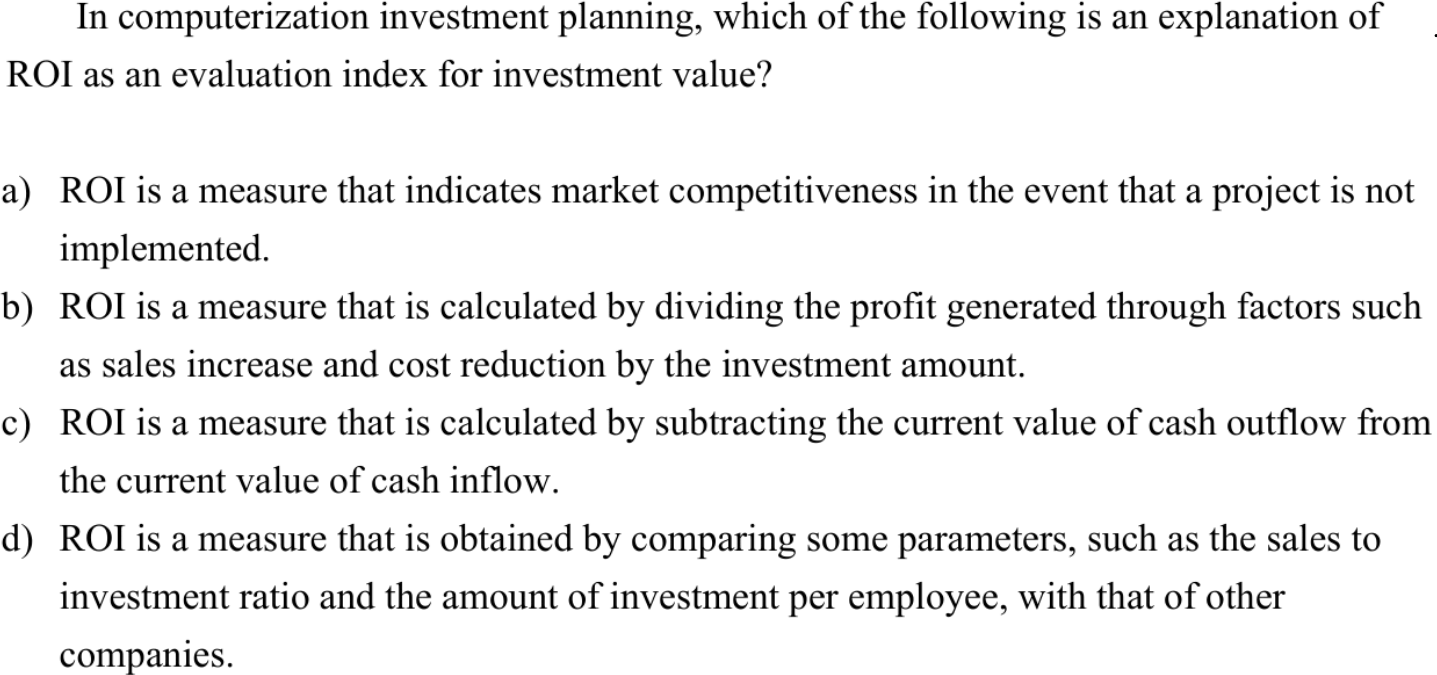 In computerization investment planning, which of the following is an explanation of
ROI as an evaluation index for investment value?
a) ROI is a measure that indicates market competitiveness in the event that a project is not
implemented.
b) ROI is a measure that is calculated by dividing the profit generated through factors such
as sales increase and cost reduction by the investment amount.
c) ROI is a measure that is calculated by subtracting the current value of cash outflow from
the current value of cash inflow.
d) ROI is a measure that is obtained by comparing some parameters, such as the sales to
investment ratio and the amount of investment per employee, with that of other
companies.